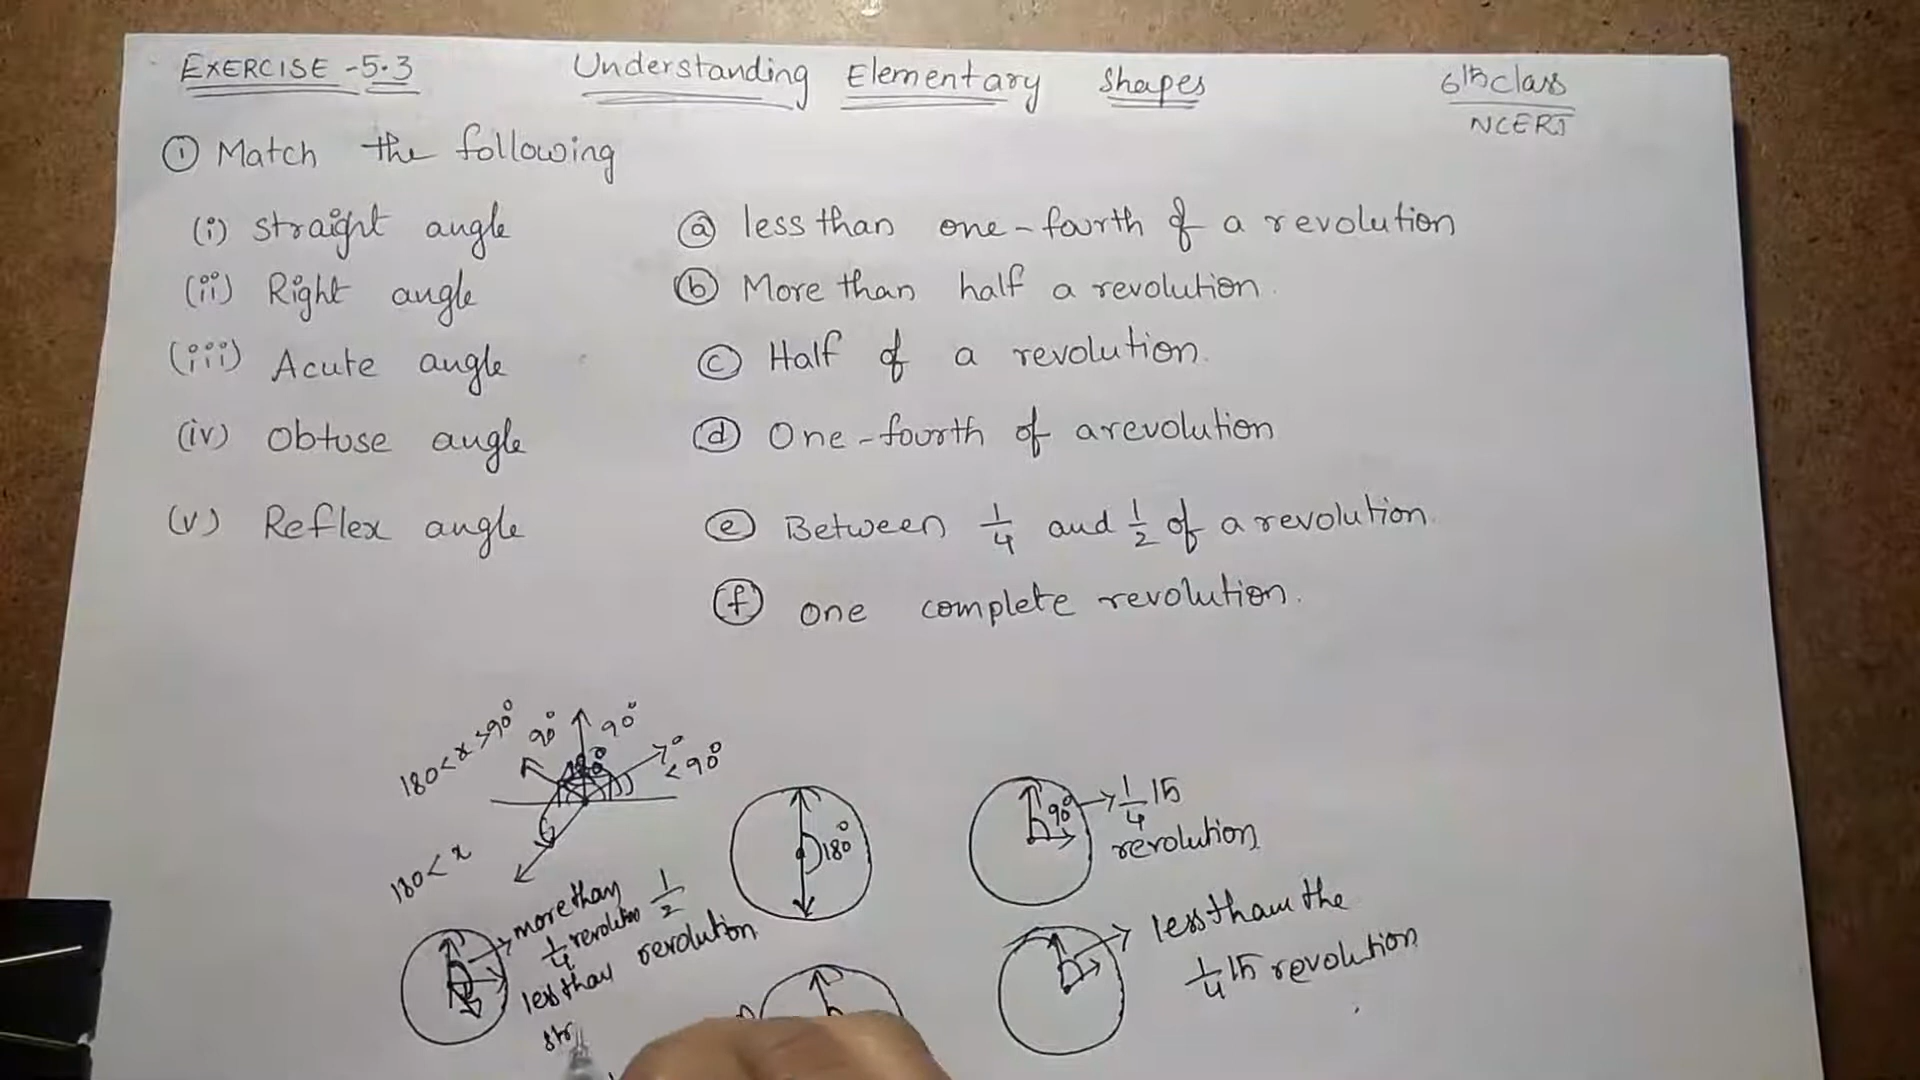 EXERCISE -5.3 Understanding Elementary Shapes 6th class
NCERT
① Match the following
(i) straight angle ⓐ less than one-fourth of a revolution
(ii) Right angle ⓑ More than half a revolution.
(iii) Acute angle ⓒ Half of a revolution.
(iv) Obtuse angle ⓓ One-fourth of a revolution
(v) Reflex angle ⓔ Between 1/4 and 1/2 of a revolution.
ⓕ one complete revolution.
180 < x > 90° 90° 90°
< 90°
180 < x
180°
90° → 1/4 th
revolution
more than
1/4 revolution 1/2
less than revolution
less than the
1/4 th revolution